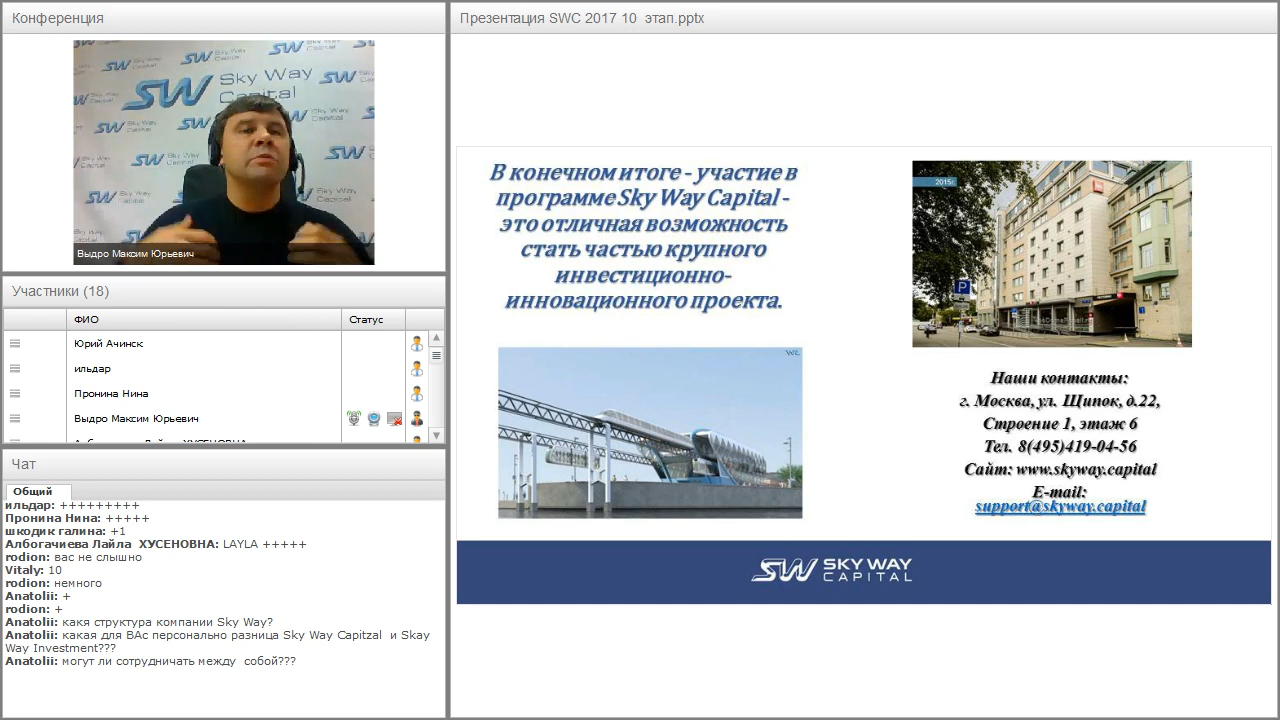 Конференция
SW Sky Way Capital
Выдро Максим Юрьевич
Участники (18)
ФИО Статус
Юрий Ачинск
ильдар
Пронина Нина
Выдро Максим Юрьевич
Чат
Общий
ильдар: +++++++++
Пронина Нина: +++++
шкодик галина: +1
Албогачиева Лайла ХУСЕНОВНА: LAYLA +++++
rodion: вас не слышно
Vitaly: 10
rodion: немного
Anatolii: +
rodion: +
Anatolii: какя структура компании Sky Way?
Anatolii: какая для ВАс персонально разница Sky Way Capitzal и Skay
Way Investment???
Anatolii: могут ли сотрудничать между собой???
Презентация SWC 2017 10 этап.pptx
В конечном итоге - участие в
программе Sky Way Capital -
это отличная возможность
стать частью крупного
инвестиционно-
инновационного проекта.
2015г
P
Наши контакты:
г. Москва, ул. Щипок, д.22,
Строение 1, этаж 6
Тел. 8(495)419-04-56
Сайт: www.skyway.capital
E-mail:
support@skyway.capital
SW SKY WAY
CAPITAL